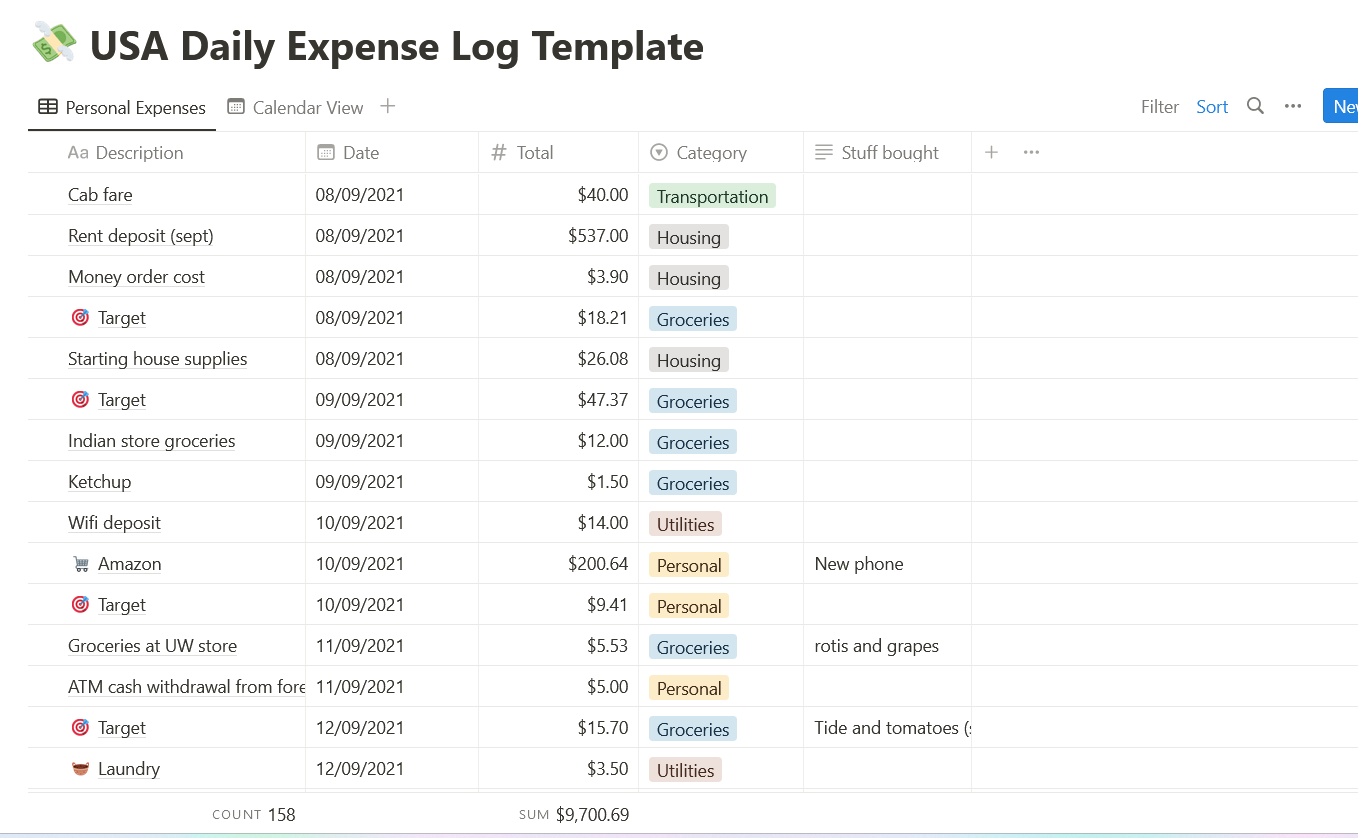 USA Daily Expense Log Template
Personal Expenses Calendar View Filter Sort Nev
Aa Description Date # Total Category Stuff bought
Cab fare 08/09/2021 $40.00 Transportation
Rent deposit (sept) 08/09/2021 $537.00 Housing
Money order cost 08/09/2021 $3.90 Housing
Target 08/09/2021 $18.21 Groceries
Starting house supplies 08/09/2021 $26.08 Housing
Target 09/09/2021 $47.37 Groceries
Indian store groceries 09/09/2021 $12.00 Groceries
Ketchup 09/09/2021 $1.50 Groceries
Wifi deposit 10/09/2021 $14.00 Utilities
Amazon 10/09/2021 $200.64 Personal New phone
Target 10/09/2021 $9.41 Personal
Groceries at UW store 11/09/2021 $5.53 Groceries rotis and grapes
ATM cash withdrawal from fore 11/09/2021 $5.00 Personal
Target 12/09/2021 $15.70 Groceries Tide and tomatoes (
Laundry 12/09/2021 $3.50 Utilities
COUNT 158 SUM $9,700.69